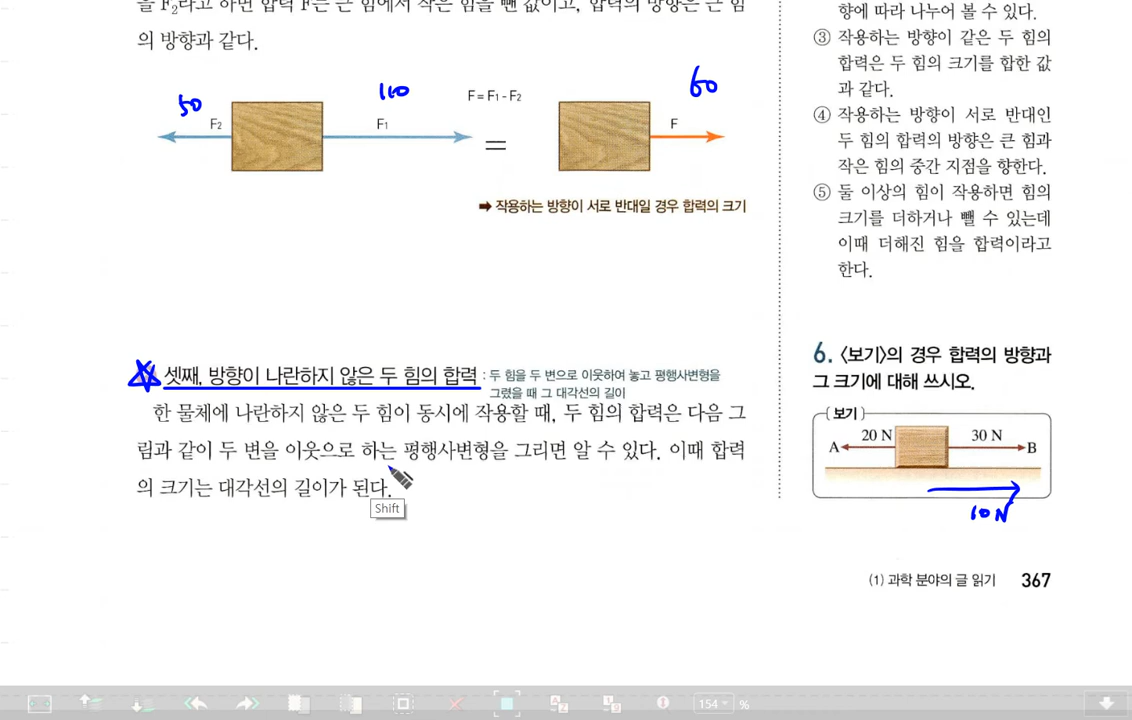 을 F₂라고 하면 합력 F는 큰 힘에서 작은 힘을 뺀 값이고, 합력의 방향은 큰 힘
의 방향과 같다.
50
110
F=F₁-F₂
60
F₂
F₁
=
F
➡ 작용하는 방향이 서로 반대일 경우 합력의 크기
셋째, 방향이 나란하지 않은 두 힘의 합력 : 두 힘을 두 변으로 이웃하여 놓고 평행사변형을
그렸을 때 그 대각선의 길이
한 물체에 나란하지 않은 두 힘이 동시에 작용할 때, 두 힘의 합력은 다음 그
림과 같이 두 변을 이웃으로 하는 평행사변형을 그리면 알 수 있다. 이때 합력
의 크기는 대각선의 길이가 된다.
Shift
향에 따라 나누어 볼 수 있다.
③ 작용하는 방향이 같은 두 힘의
합력은 두 힘의 크기를 합한 값
과 같다.
④ 작용하는 방향이 서로 반대인
두 힘의 합력의 방향은 큰 힘과
작은 힘의 중간 지점을 향한다.
⑤ 둘 이상의 힘이 작용하면 힘의
크기를 더하거나 뺄 수 있는데
이때 더해진 힘을 합력이라고
한다.
6. 〈보기〉의 경우 합력의 방향과
그 크기에 대해 쓰시오.
보기
20 N
30 N
A
B
10N
(1) 과학 분야의 글 읽기 367
154 %